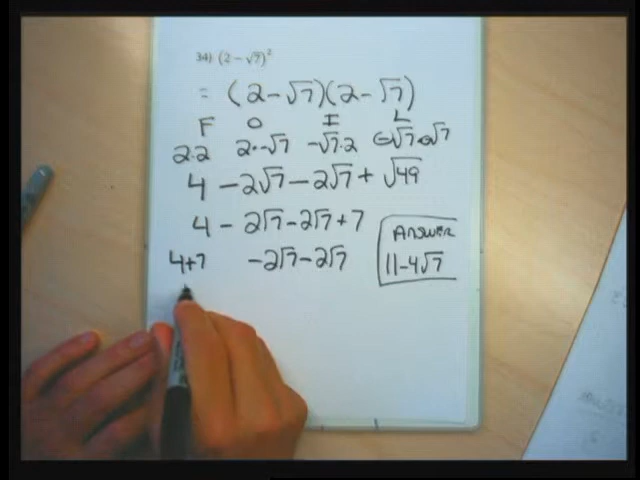 34) (2 - √7)²
= (2 - √7)(2 - √7)
F O I L
2·2 2·-√7 -√7·2 -√7·-√7
4 - 2√7 - 2√7 + √49
4 - 2√7 - 2√7 + 7
4+7 - 2√7 - 2√7
ANSWER
11 - 4√7